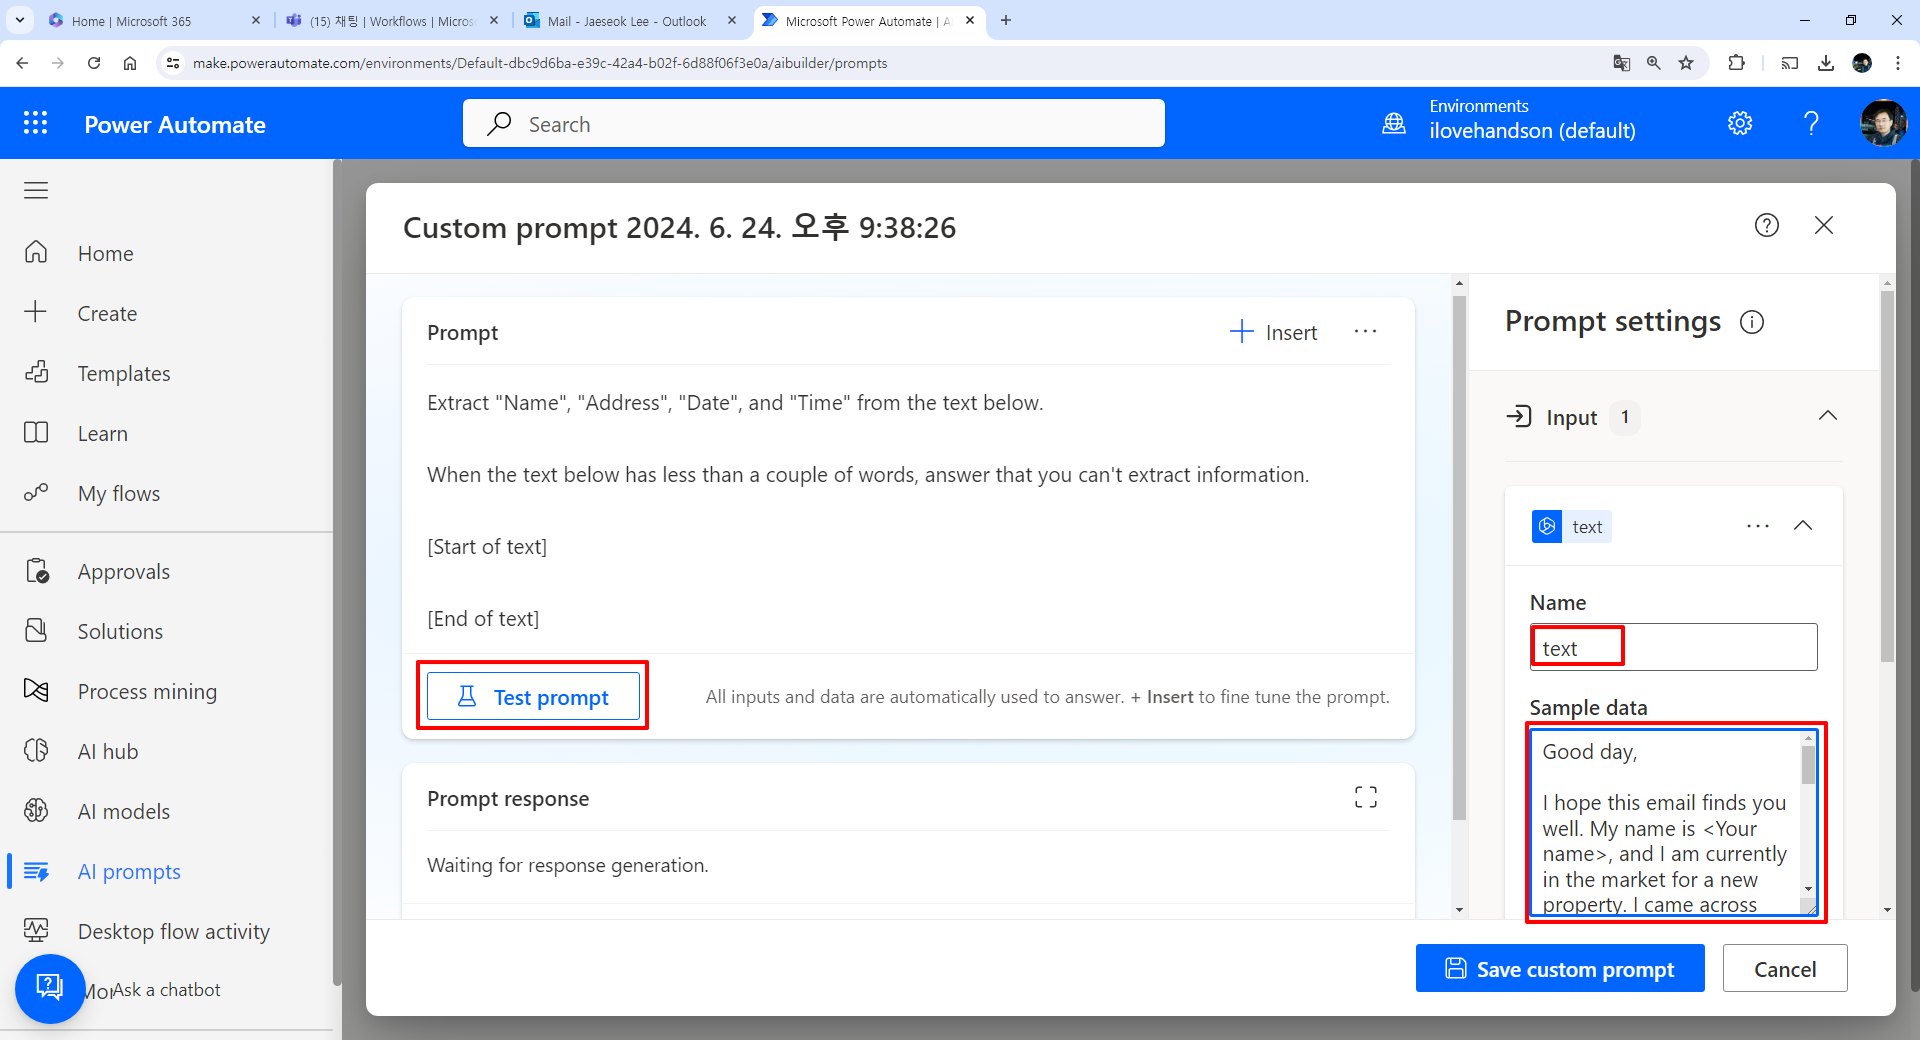 Home | Microsoft 365
(15) 채팅 | Workflows | Micros
Mail - Jaeseok Lee - Outlook
Microsoft Power Automate | A
make.powerautomate.com/environments/Default-dbc9d6ba-e39c-42a4-b02f-6d88f06f3e0a/aibuilder/prompts
Power Automate
Search
Environments
ilovehandson (default)
Home
Create
Templates
Learn
My flows
Approvals
Solutions
Process mining
AI hub
AI models
AI prompts
Desktop flow activity
Mor
Ask a chatbot
Custom prompt 2024. 6. 24. 오후 9:38:26
Prompt
Insert
Extract "Name", "Address", "Date", and "Time" from the text below.
When the text below has less than a couple of words, answer that you can't extract information.
[Start of text]
[End of text]
Test prompt
All inputs and data are automatically used to answer. + Insert to fine tune the prompt.
Prompt response
Waiting for response generation.
Prompt settings
Input 1
text
Name
text
Sample data
Good day,
I hope this email finds you
well. My name is <Your
name>, and I am currently
in the market for a new
property. I came across
Save custom prompt
Cancel